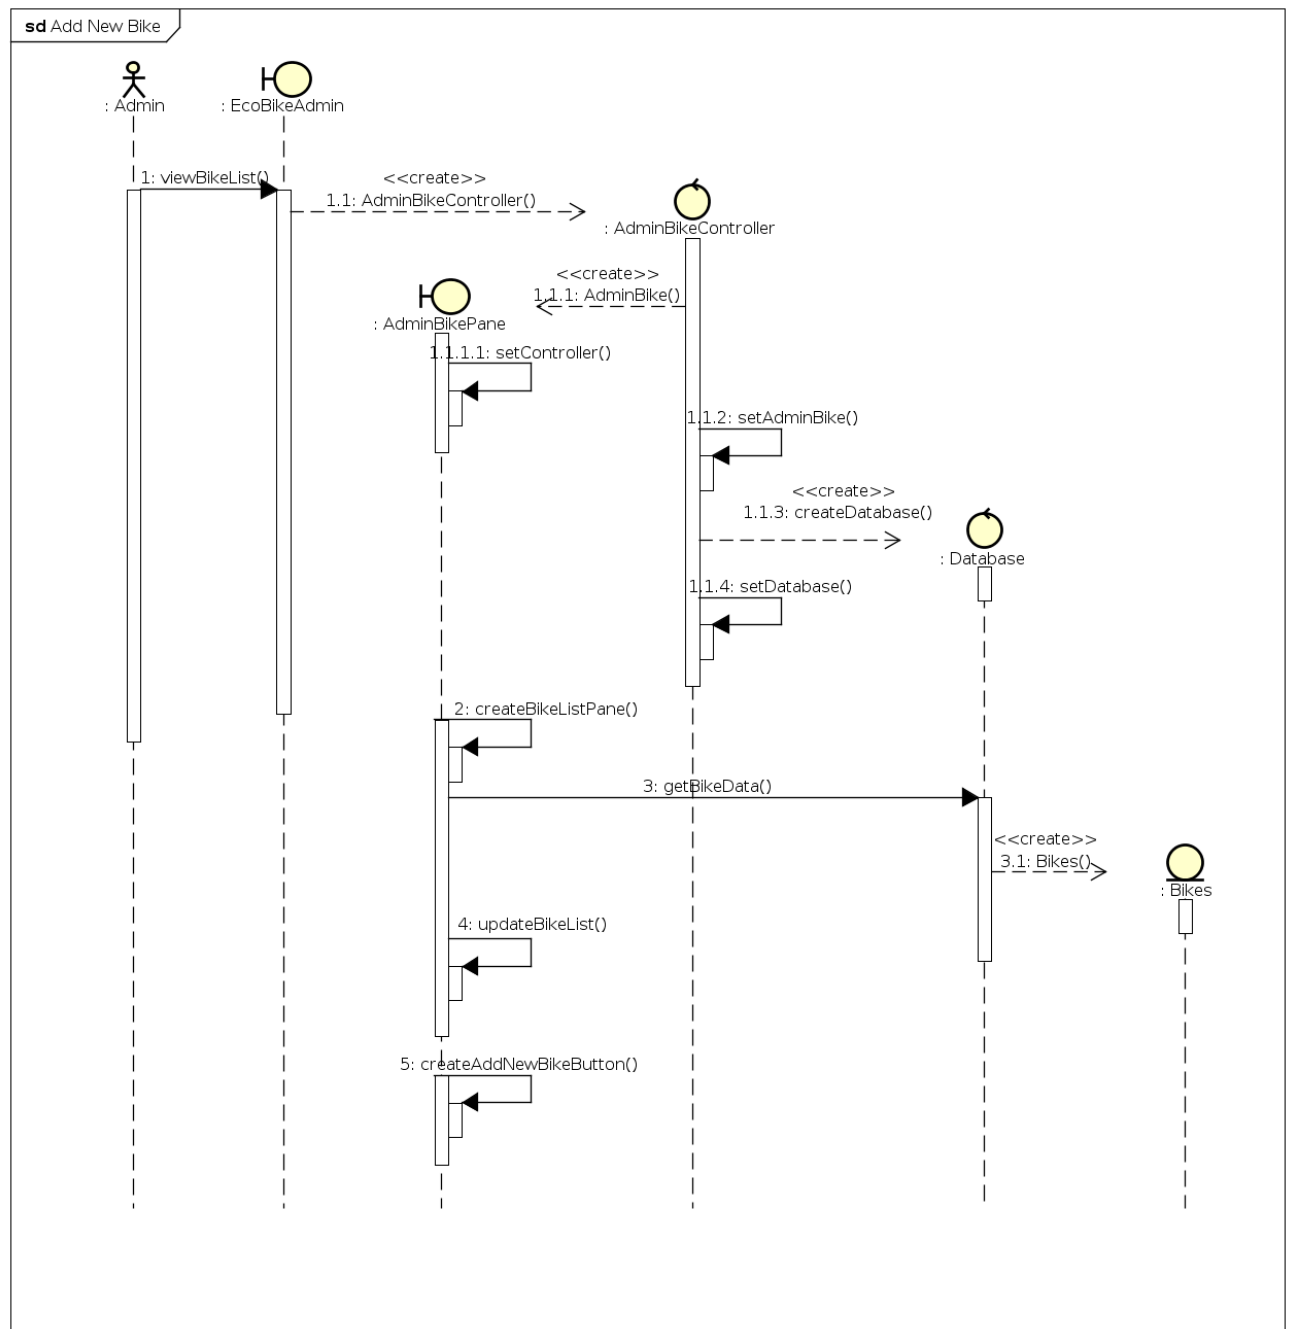 sd Add New Bike
: Admin
: EcoBikeAdmin
1: viewBikeList()
<<create>>
1.1: AdminBikeController()
: AdminBikeController
<<create>>
1.1.1: AdminBike()
: AdminBikePane
1.1.1.1: setController()
1.1.2: setAdminBike()
<<create>>
1.1.3: createDatabase()
: Database
1.1.4: setDatabase()
2: createBikeListPane()
3: getBikeData()
<<create>>
3.1: Bikes()
: Bikes
4: updateBikeList()
5: createAddNewBikeButton()